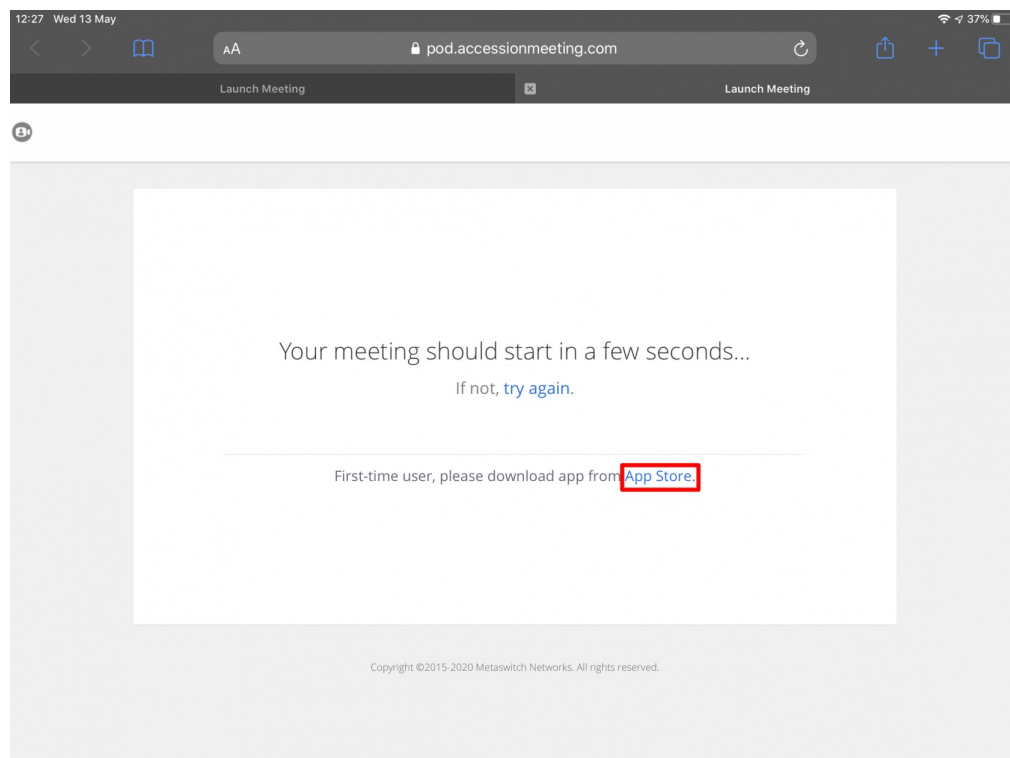 12:27 Wed 13 May
37%
AA
pod.accessionmeeting.com
Launch Meeting
Launch Meeting
Your meeting should start in a few seconds...
If not, try again.
First-time user, please download app from App Store.
Copyright ©2015-2020 Metaswitch Networks. All rights reserved.